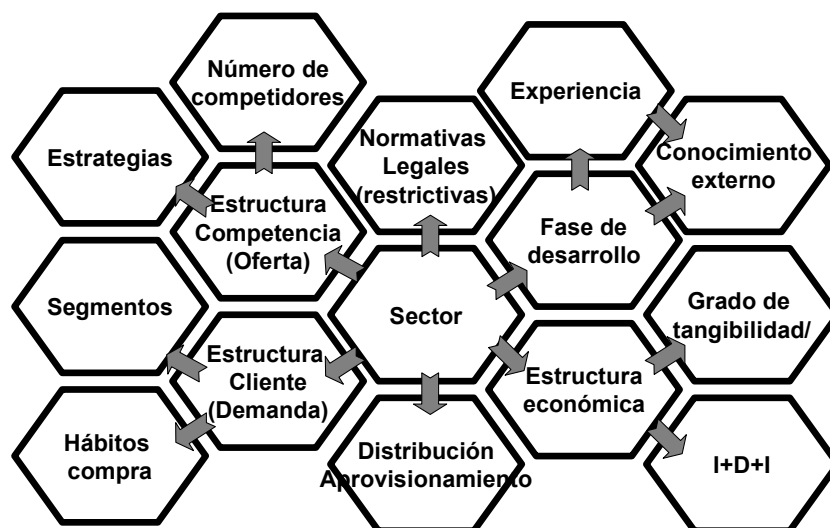 Número de
competidores
Experiencia
Estrategias
Normativas
Legales
(restrictivas)
Conocimiento
externo
Estructura
Competencia
(Oferta)
Fase de
desarrollo
Segmentos
Sector
Grado de
tangibilidad/
Estructura
Cliente
(Demanda)
Estructura
económica
Hábitos
compra
Distribución
Aprovisionamiento
I+D+I